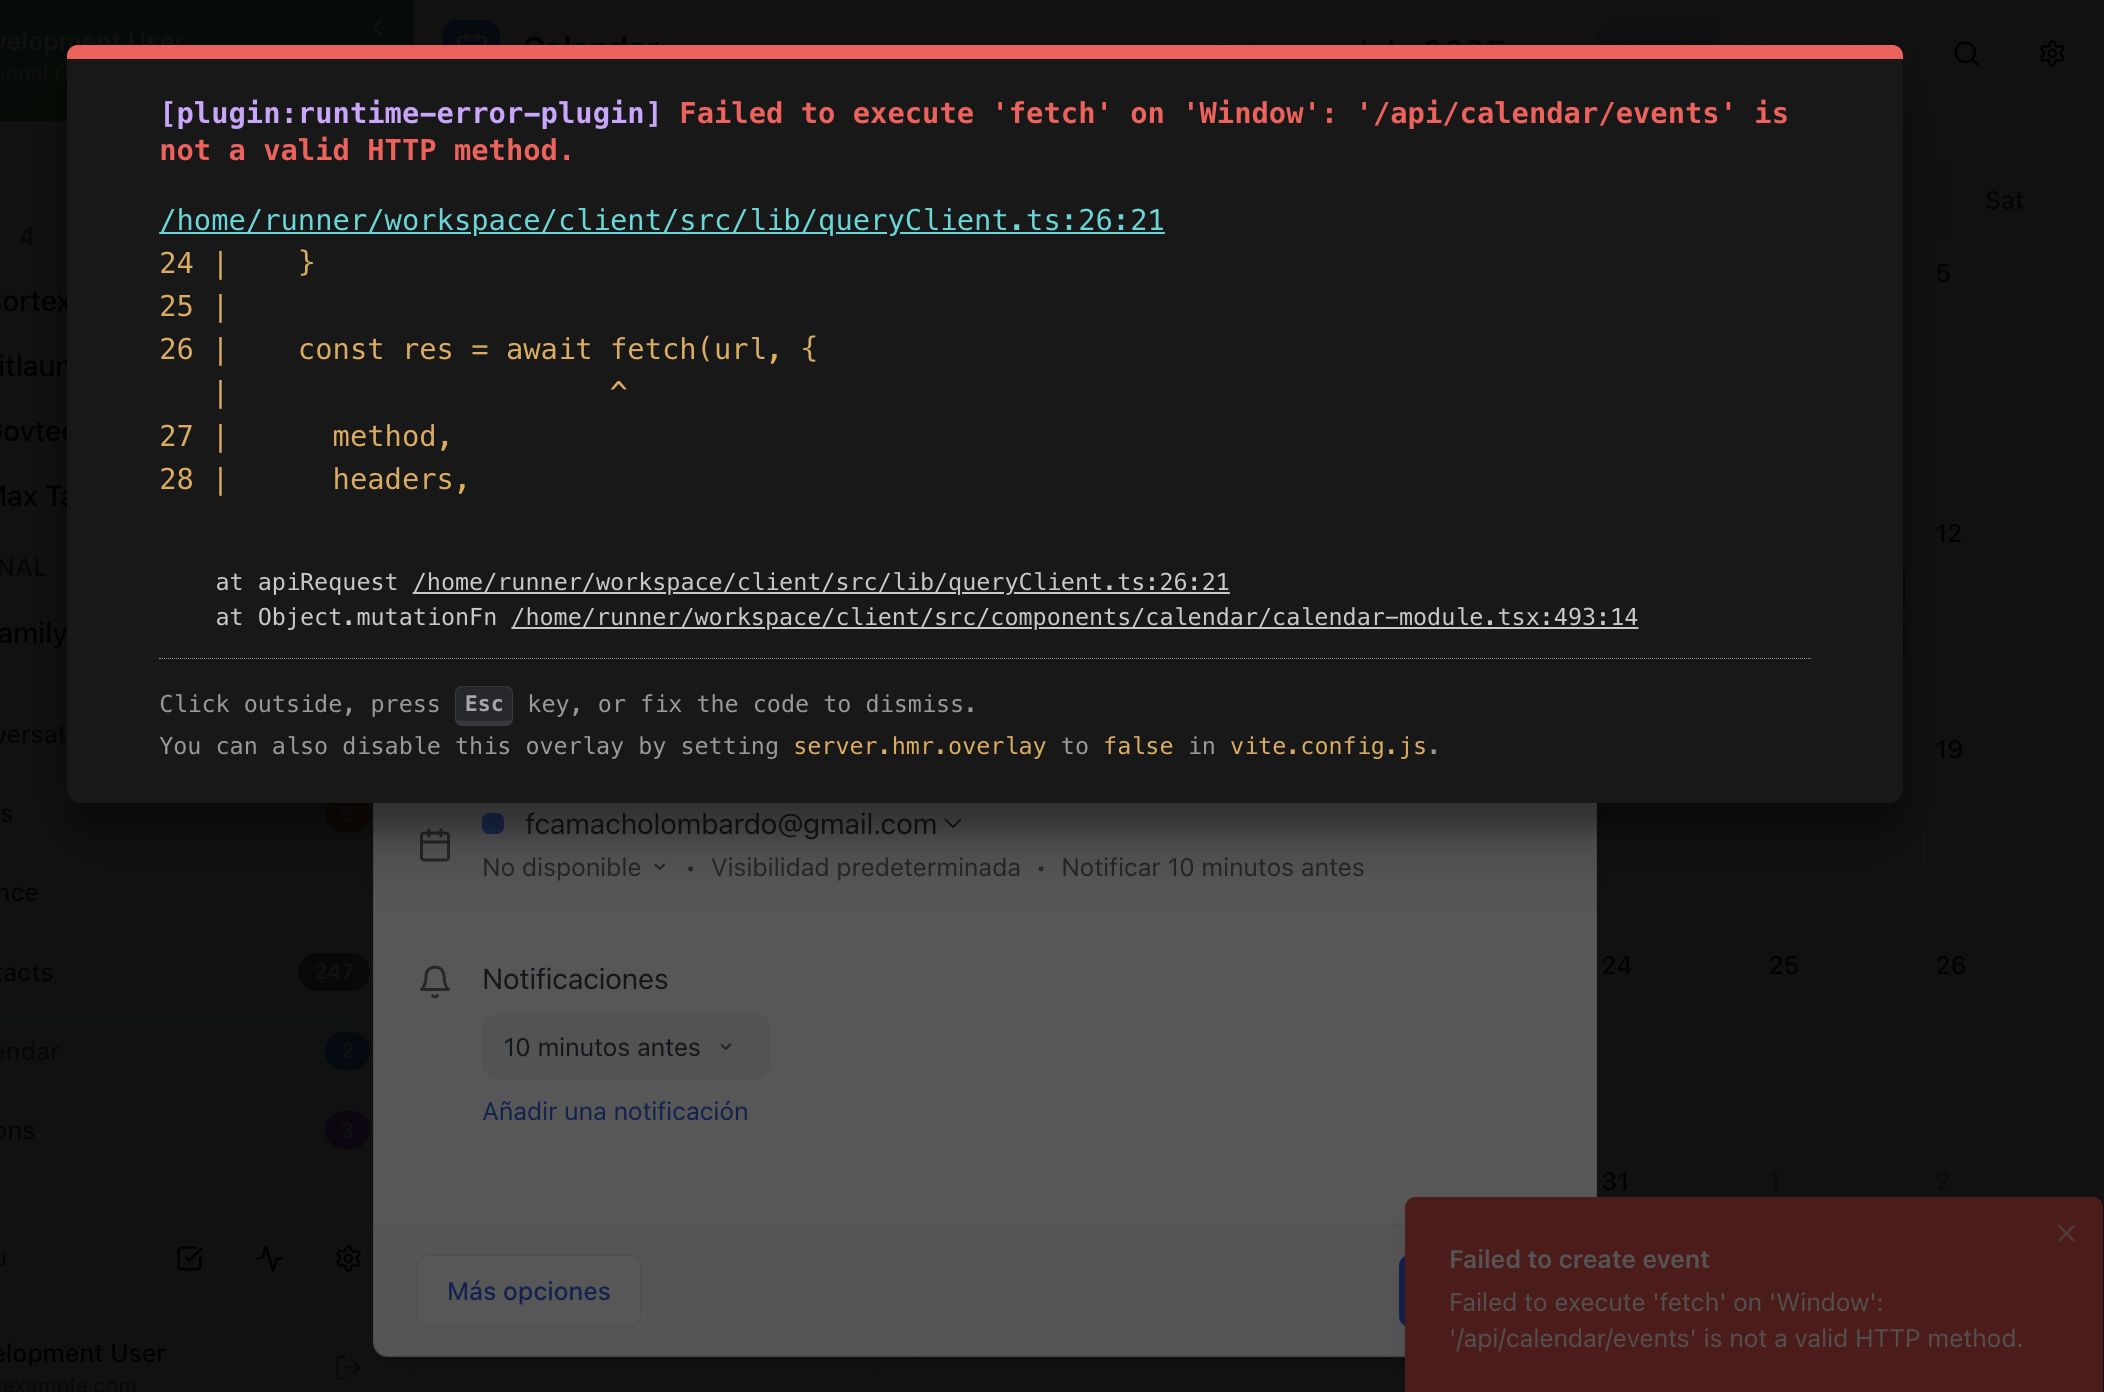 [plugin:runtime-error-plugin] Failed to execute 'fetch' on 'Window': '/api/calendar/events' is
not a valid HTTP method.
/home/runner/workspace/client/src/lib/queryClient.ts:26:21
24 |    }
25 |
26 |    const res = await fetch(url, {
   |                      ^
27 |      method,
28 |      headers,
at apiRequest /home/runner/workspace/client/src/lib/queryClient.ts:26:21
at Object.mutationFn /home/runner/workspace/client/src/components/calendar/calendar-module.tsx:493:14
Click outside, press Esc key, or fix the code to dismiss.
You can also disable this overlay by setting server.hmr.overlay to false in vite.config.js.
Sat
4
5
12
19
fcamacholombardo@gmail.com
No disponible • Visibilidad predeterminada • Notificar 10 minutos antes
247
24 25 26
Notificaciones
2
10 minutos antes
Añadir una notificación
3
31 1 2
Más opciones
Failed to create event
Failed to execute 'fetch' on 'Window':
'/api/calendar/events' is not a valid HTTP method.
elopment User
example.com